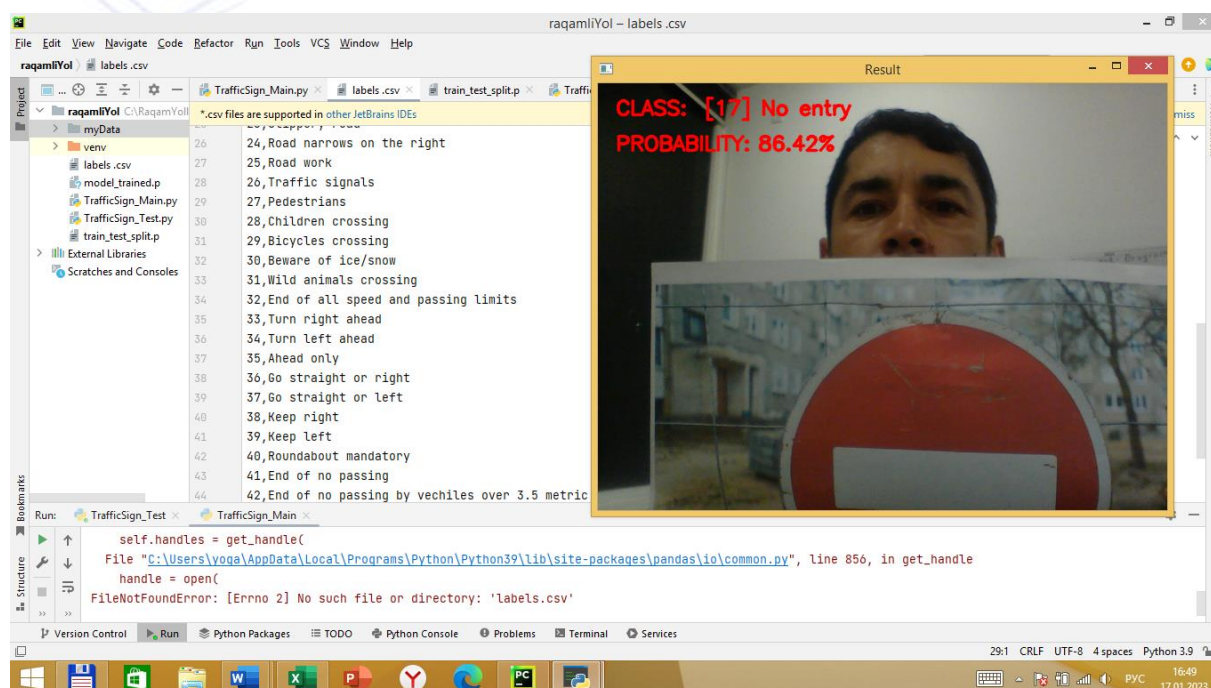 raqamliYol – labels .csv
File Edit View Navigate Code Refactor Run Tools VCS Window Help
raqamliYol labels .csv
Project
TrafficSign_Main.py labels .csv train_test_split.p
raqamliYol
myData
venv
labels .csv
model_trained.p
TrafficSign_Main.py
TrafficSign_Test.py
train_test_split.p
External Libraries
Scratches and Consoles
*.csv files are supported in other JetBrains IDEs
26 24,Road narrows on the right
27 25,Road work
28 26,Traffic signals
29 27,Pedestrians
30 28,Children crossing
31 29,Bicycles crossing
32 30,Beware of ice/snow
33 31,Wild animals crossing
34 32,End of all speed and passing limits
35 33,Turn right ahead
36 34,Turn left ahead
37 35,Ahead only
38 36,Go straight or right
39 37,Go straight or left
40 38,Keep right
41 39,Keep left
42 40,Roundabout mandatory
43 41,End of no passing
44 42,End of no passing by vechiles over 3.5 metric
Result
CLASS: [17] No entry
PROBABILITY: 86.42%
Bookmarks
Structure
Run: TrafficSign_Test TrafficSign_Main
self.handles = get_handle(
File "C:\Users\yoga\AppData\Local\Programs\Python\Python39\lib\site-packages\pandas\io\common.py", line 856, in get_handle
handle = open(
FileNotFoundError: [Errno 2] No such file or directory: 'labels.csv'
Version Control Run Python Packages TODO Python Console Problems Terminal Services
29:1 CRLF UTF-8 4 spaces Python 3.9
РУС
16:49
17.01.2023